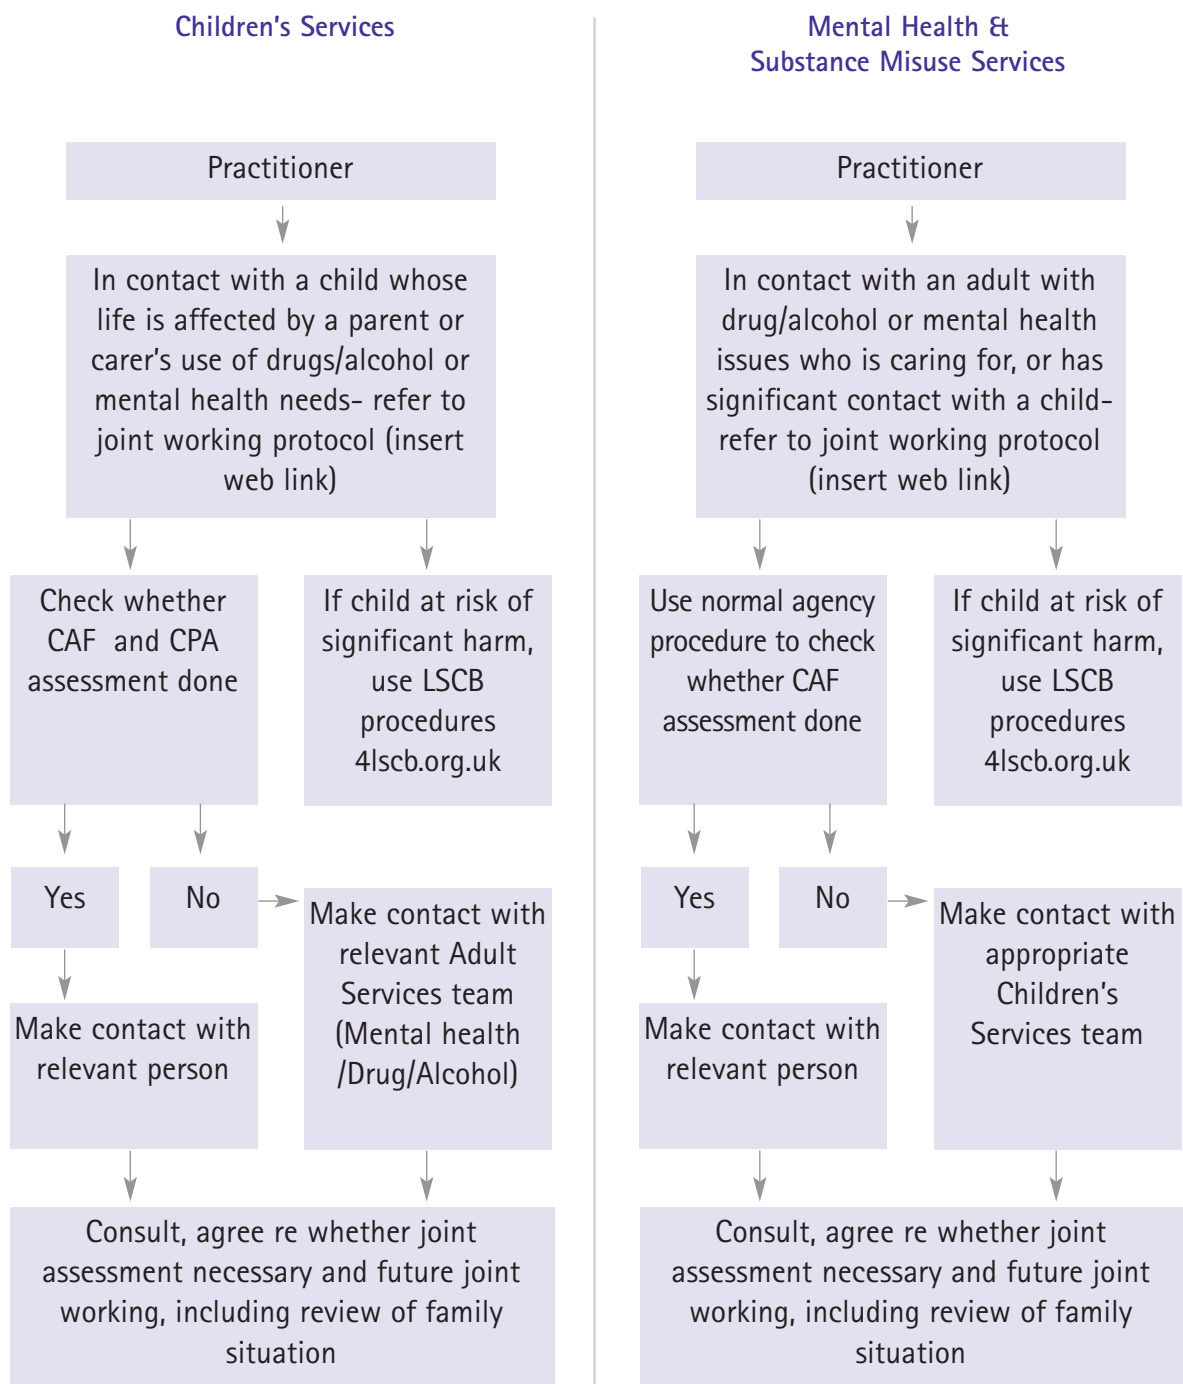 Children's Services
Practitioner
In contact with a child whose
life is affected by a parent or
carer's use of drugs/alcohol or
mental health needs- refer to
joint working protocol (insert
web link)
Check whether
CAF and CPA
assessment done
If child at risk of
significant harm,
use LSCB
procedures
4lscb.org.uk
Yes
No
Make contact with
relevant Adult
Services team
(Mental health
/Drug/Alcohol)
Make contact with
relevant person
Consult, agree re whether joint
assessment necessary and future joint
working, including review of family
situation
Mental Health &
Substance Misuse Services
Practitioner
In contact with an adult with
drug/alcohol or mental health
issues who is caring for, or has
significant contact with a child-
refer to joint working protocol
(insert web link)
Use normal agency
procedure to check
whether CAF
assessment done
If child at risk of
significant harm,
use LSCB
procedures
4lscb.org.uk
Yes
No
Make contact with
appropriate
Children's
Services team
Make contact with
relevant person
Consult, agree re whether joint
assessment necessary and future joint
working, including review of family
situation